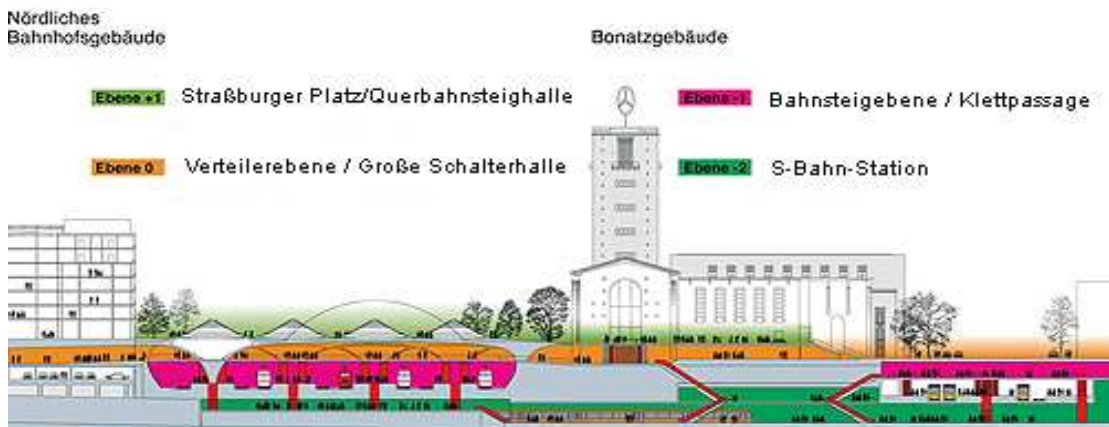 Nördliches
Bahnhofsgebäude
Bonatzgebäude
Ebene +1 Straßburger Platz/Querbahnsteighalle
Ebene -1 Bahnsteigebene / Klettpassage
Ebene 0 Verteilerebene / Große Schalterhalle
Ebene -2 S-Bahn-Station